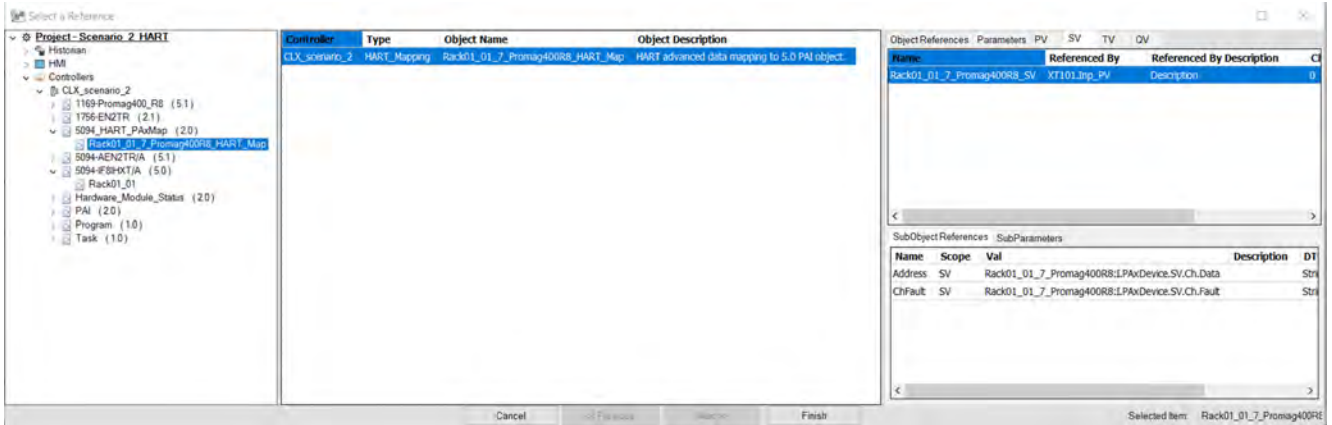 Select a Reference
Project - Scenario_2_HART
Historian
HMI
Controllers
CLX_scenario_2
1169-Promag400_R8 (5.1)
1756-EN2TR (2.1)
5094_HART_PAxMap (2.0)
Rack01_01_7_Promag400R8_HART_Map
5094-AEN2TR/A (5.1)
5094-IF8IHXT/A (5.0)
Rack01_01
Hardware_Module_Status (2.0)
PAI (2.0)
Program (1.0)
Task (1.0)
Controller Type Object Name Object Description
CLX_scenario_2 HART_Mapping Rack01_01_7_Promag400R8_HART_Map HART advanced data mapping to 5.0 PAI object.
Object References Parameters PV SV TV QV
Name Referenced By Referenced By Description Cl
Rack01_01_7_Promag400R8_SV XT101.Inp_PV Description 0
< >
SubObject References SubParameters
Name Scope Val Description DT
Address SV Rack01_01_7_Promag400R8:I.PAxDevice.SV.Ch.Data Stri
ChFault SV Rack01_01_7_Promag400R8:I.PAxDevice.SV.Ch.Fault Stri
< >
Cancel Finish
Selected Item: Rack01_01_7_Promag400R8